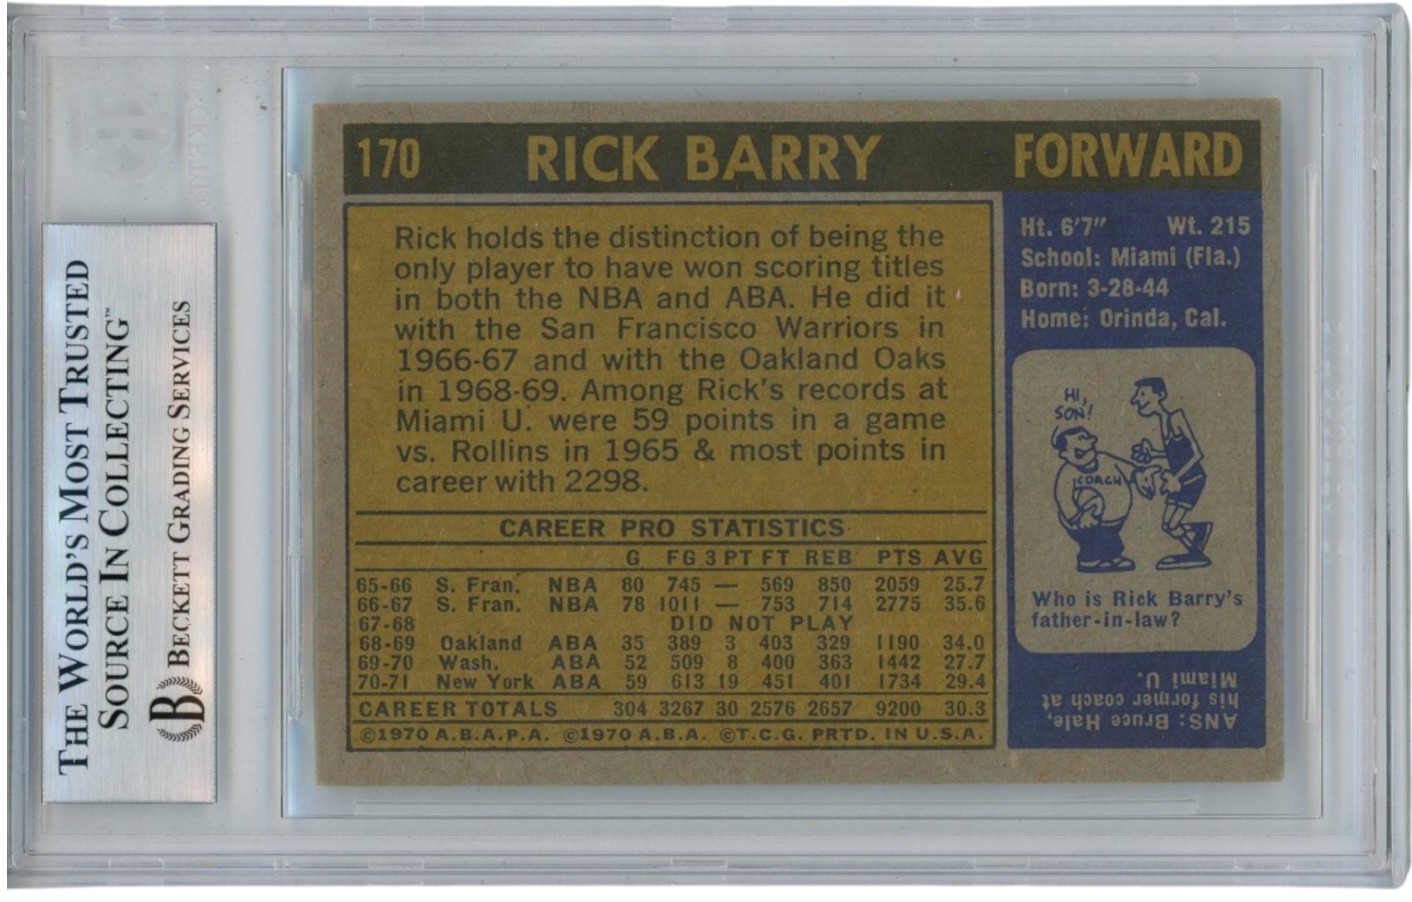 THE WORLD'S MOST TRUSTED
SOURCE IN COLLECTING™
B BECKETT GRADING SERVICES
170 RICK BARRY FORWARD
Rick holds the distinction of being the
only player to have won scoring titles
in both the NBA and ABA. He did it
with the San Francisco Warriors in
1966-67 and with the Oakland Oaks
in 1968-69. Among Rick's records at
Miami U. were 59 points in a game
vs. Rollins in 1965 & most points in
career with 2298.
CAREER PRO STATISTICS
G FG 3 PT FT REB PTS AVG
65-66 S. Fran. NBA 80 745 — 569 850 2059 25.7
66-67 S. Fran. NBA 78 1011 — 753 714 2775 35.6
67-68 DID NOT PLAY
68-69 Oakland ABA 35 389 3 403 329 1190 34.0
69-70 Wash. ABA 52 509 8 400 363 1442 27.7
70-71 New York ABA 59 613 19 451 401 1734 29.4
CAREER TOTALS 304 3267 30 2576 2657 9200 30.3
©1970 A.B.A.P.A. ©1970 A.B.A. ©T.C.G. PRTD. IN U.S.A.
Ht. 6'7" Wt. 215
School: Miami (Fla.)
Born: 3-28-44
Home: Orinda, Cal.
HI,
SON!
COACH
Who is Rick Barry's
father-in-law?
ANS: Bruce Hale,
his former coach at
Miami U.